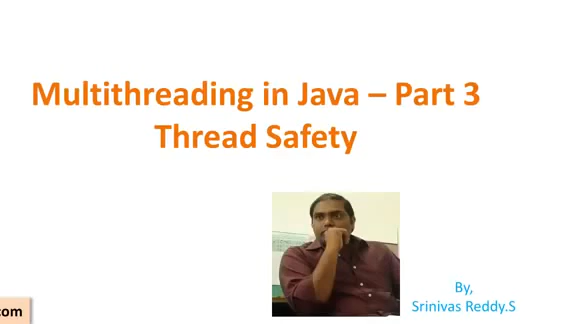 Multithreading in Java – Part 3
Thread Safety
By,
Srinivas Reddy.S
com